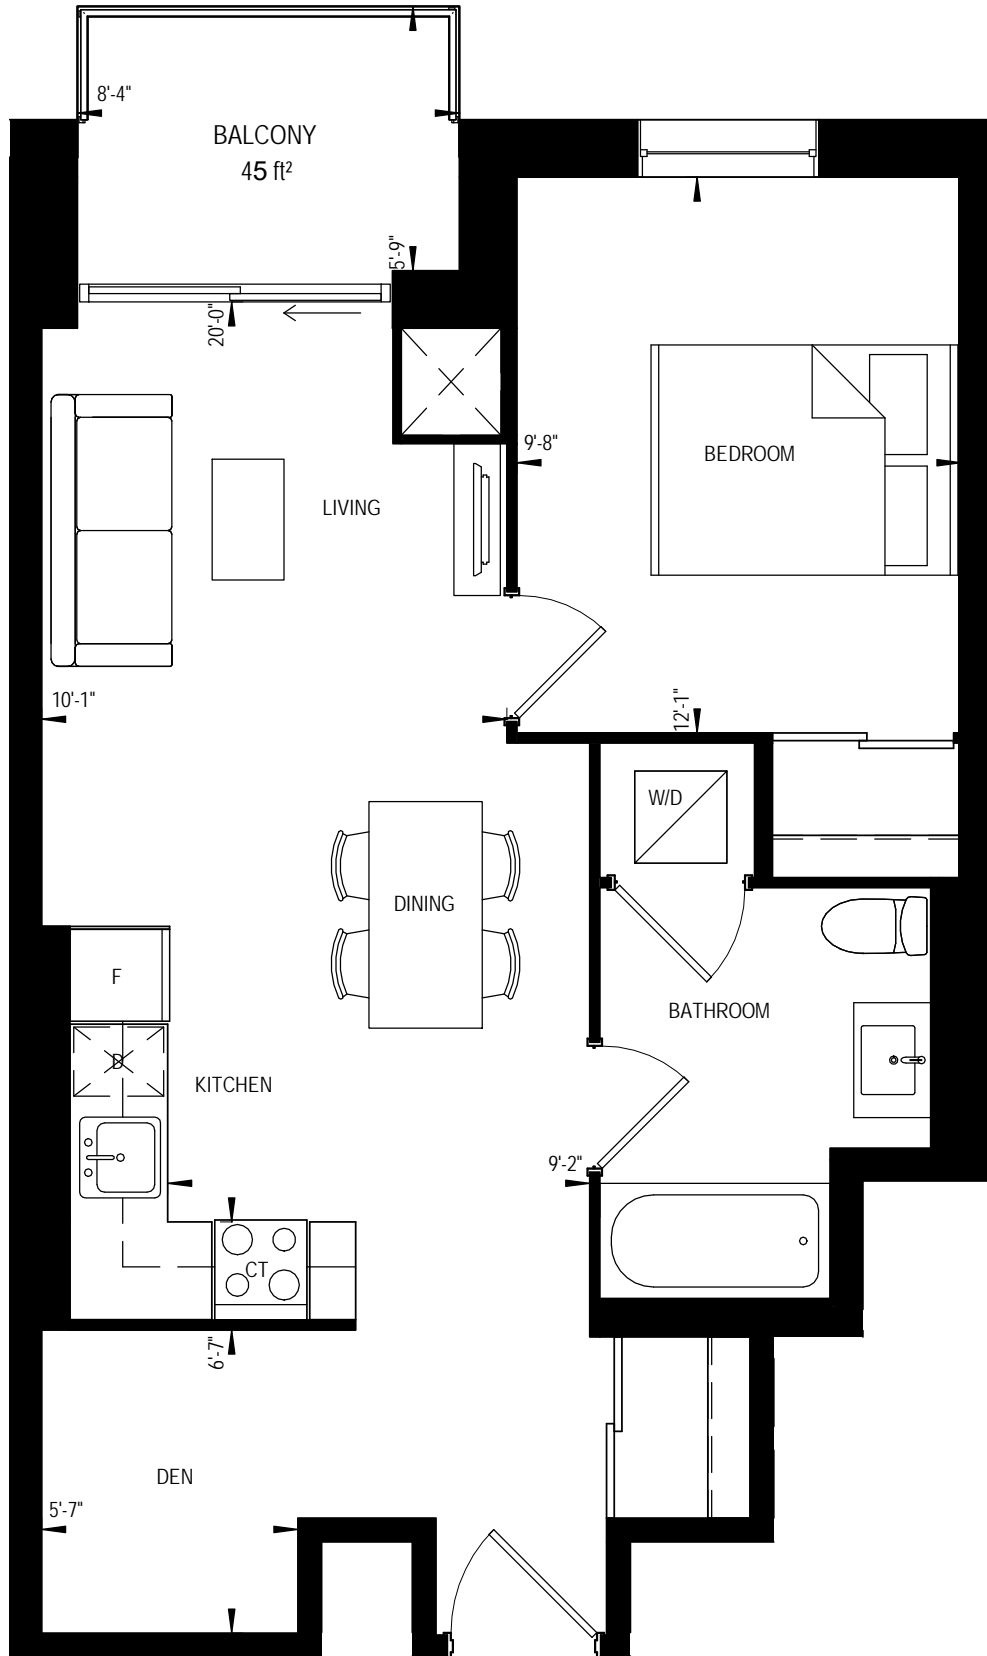 8'-4"
BALCONY
45 ft²
5'-9"
20'-0"
9'-8"
BEDROOM
LIVING
10'-1"
12'-1"
W/D
DINING
F
BATHROOM
D
KITCHEN
9'-2"
CT
6'-7"
DEN
5'-7"